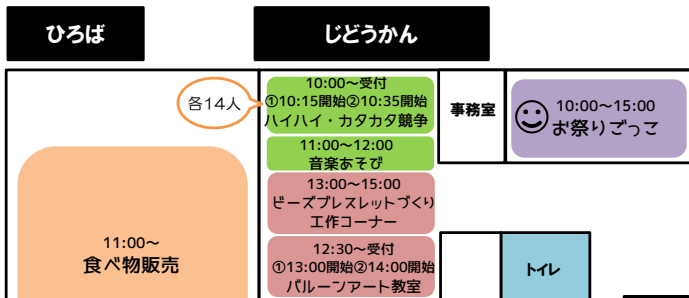 ひろば
じどうかん
各14人
10:00～受付
①10:15開始②10:35開始
ハイハイ・カタカタ競争
11:00～12:00
音楽あそび
13:00～15:00
ビーズブレスレットづくり
工作コーナー
12:30～受付
①13:00開始②14:00開始
バルーンアート教室
事務室
10:00～15:00
お祭りごっこ
11:00～
食べ物販売
トイレ